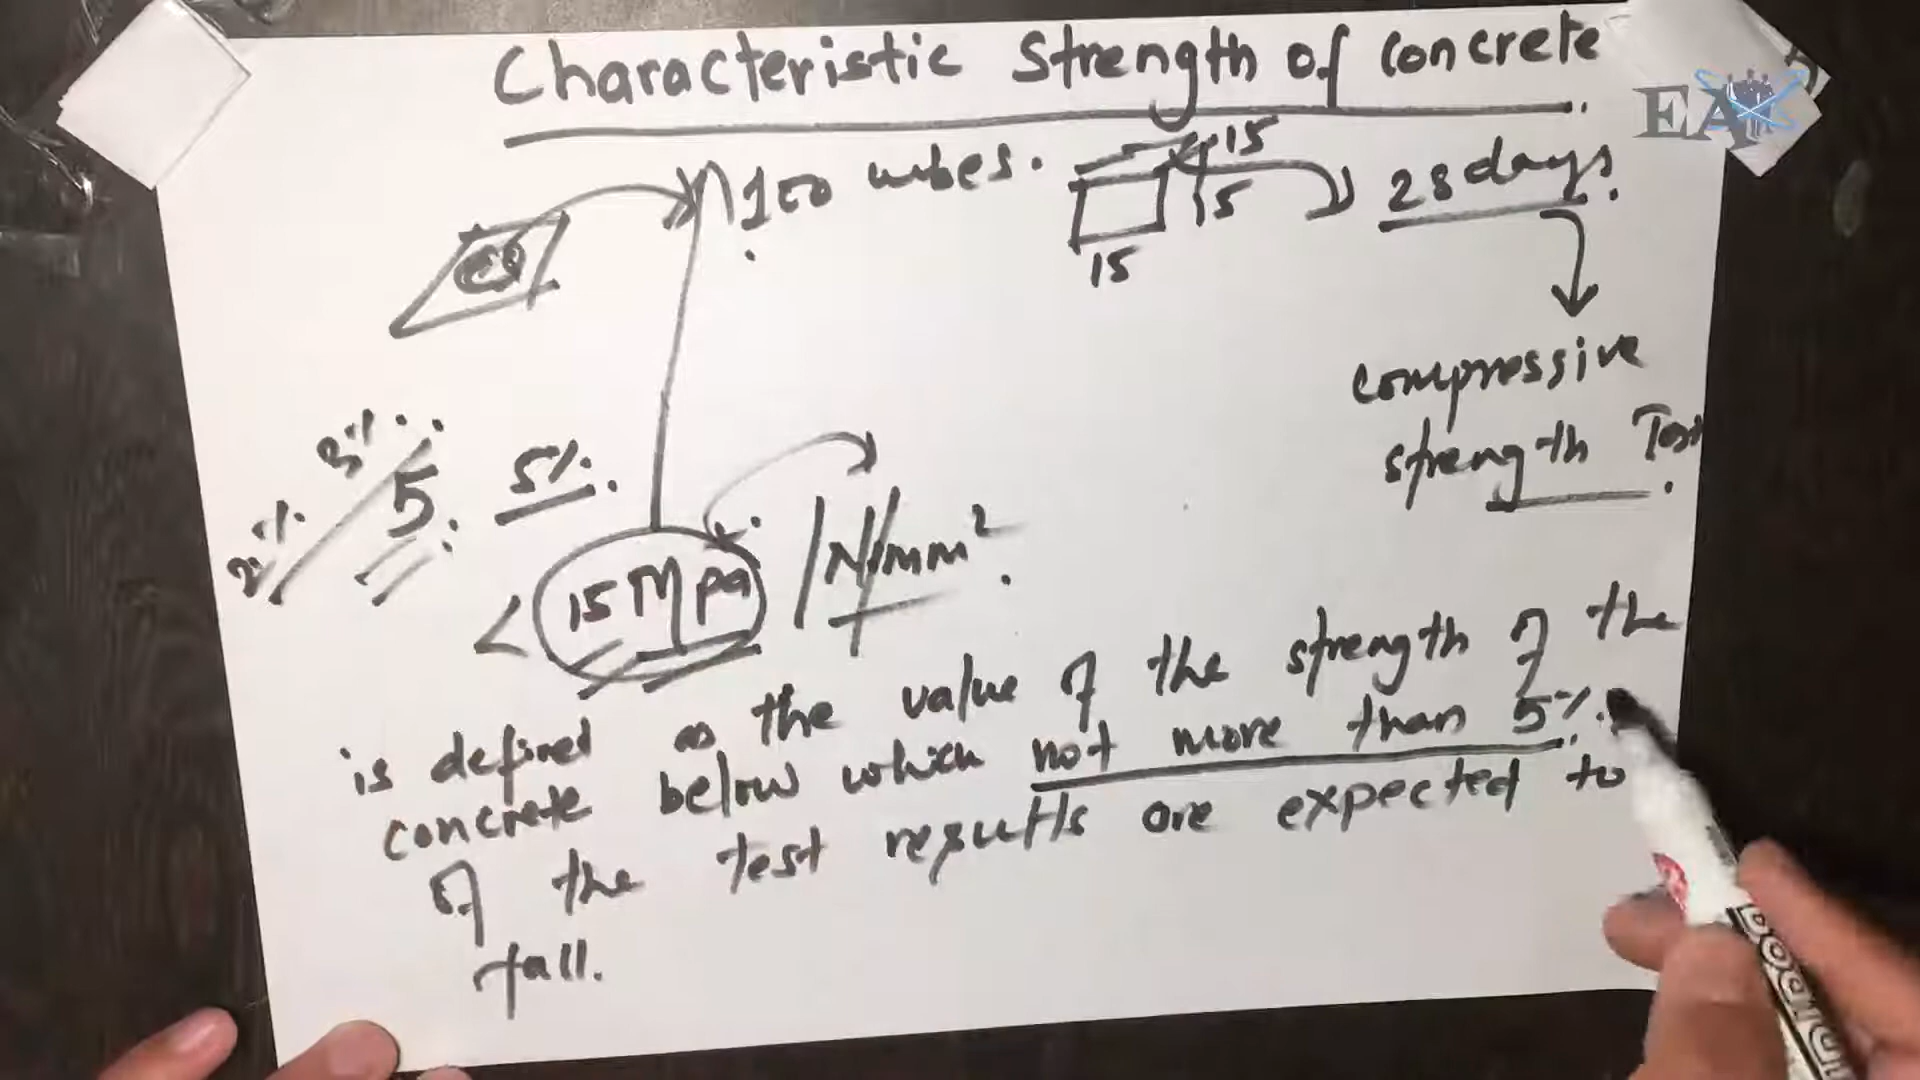 Characteristic Strength of concrete
EA
100 cubes.
15
15
15
28 days.
compressive
strength Test
3%
2%
5
5%.
< 15 Mpa / N/mm²
is defined as the value of the strength of the
concrete below which not more than 5%.
of the test results are expected to
fall.